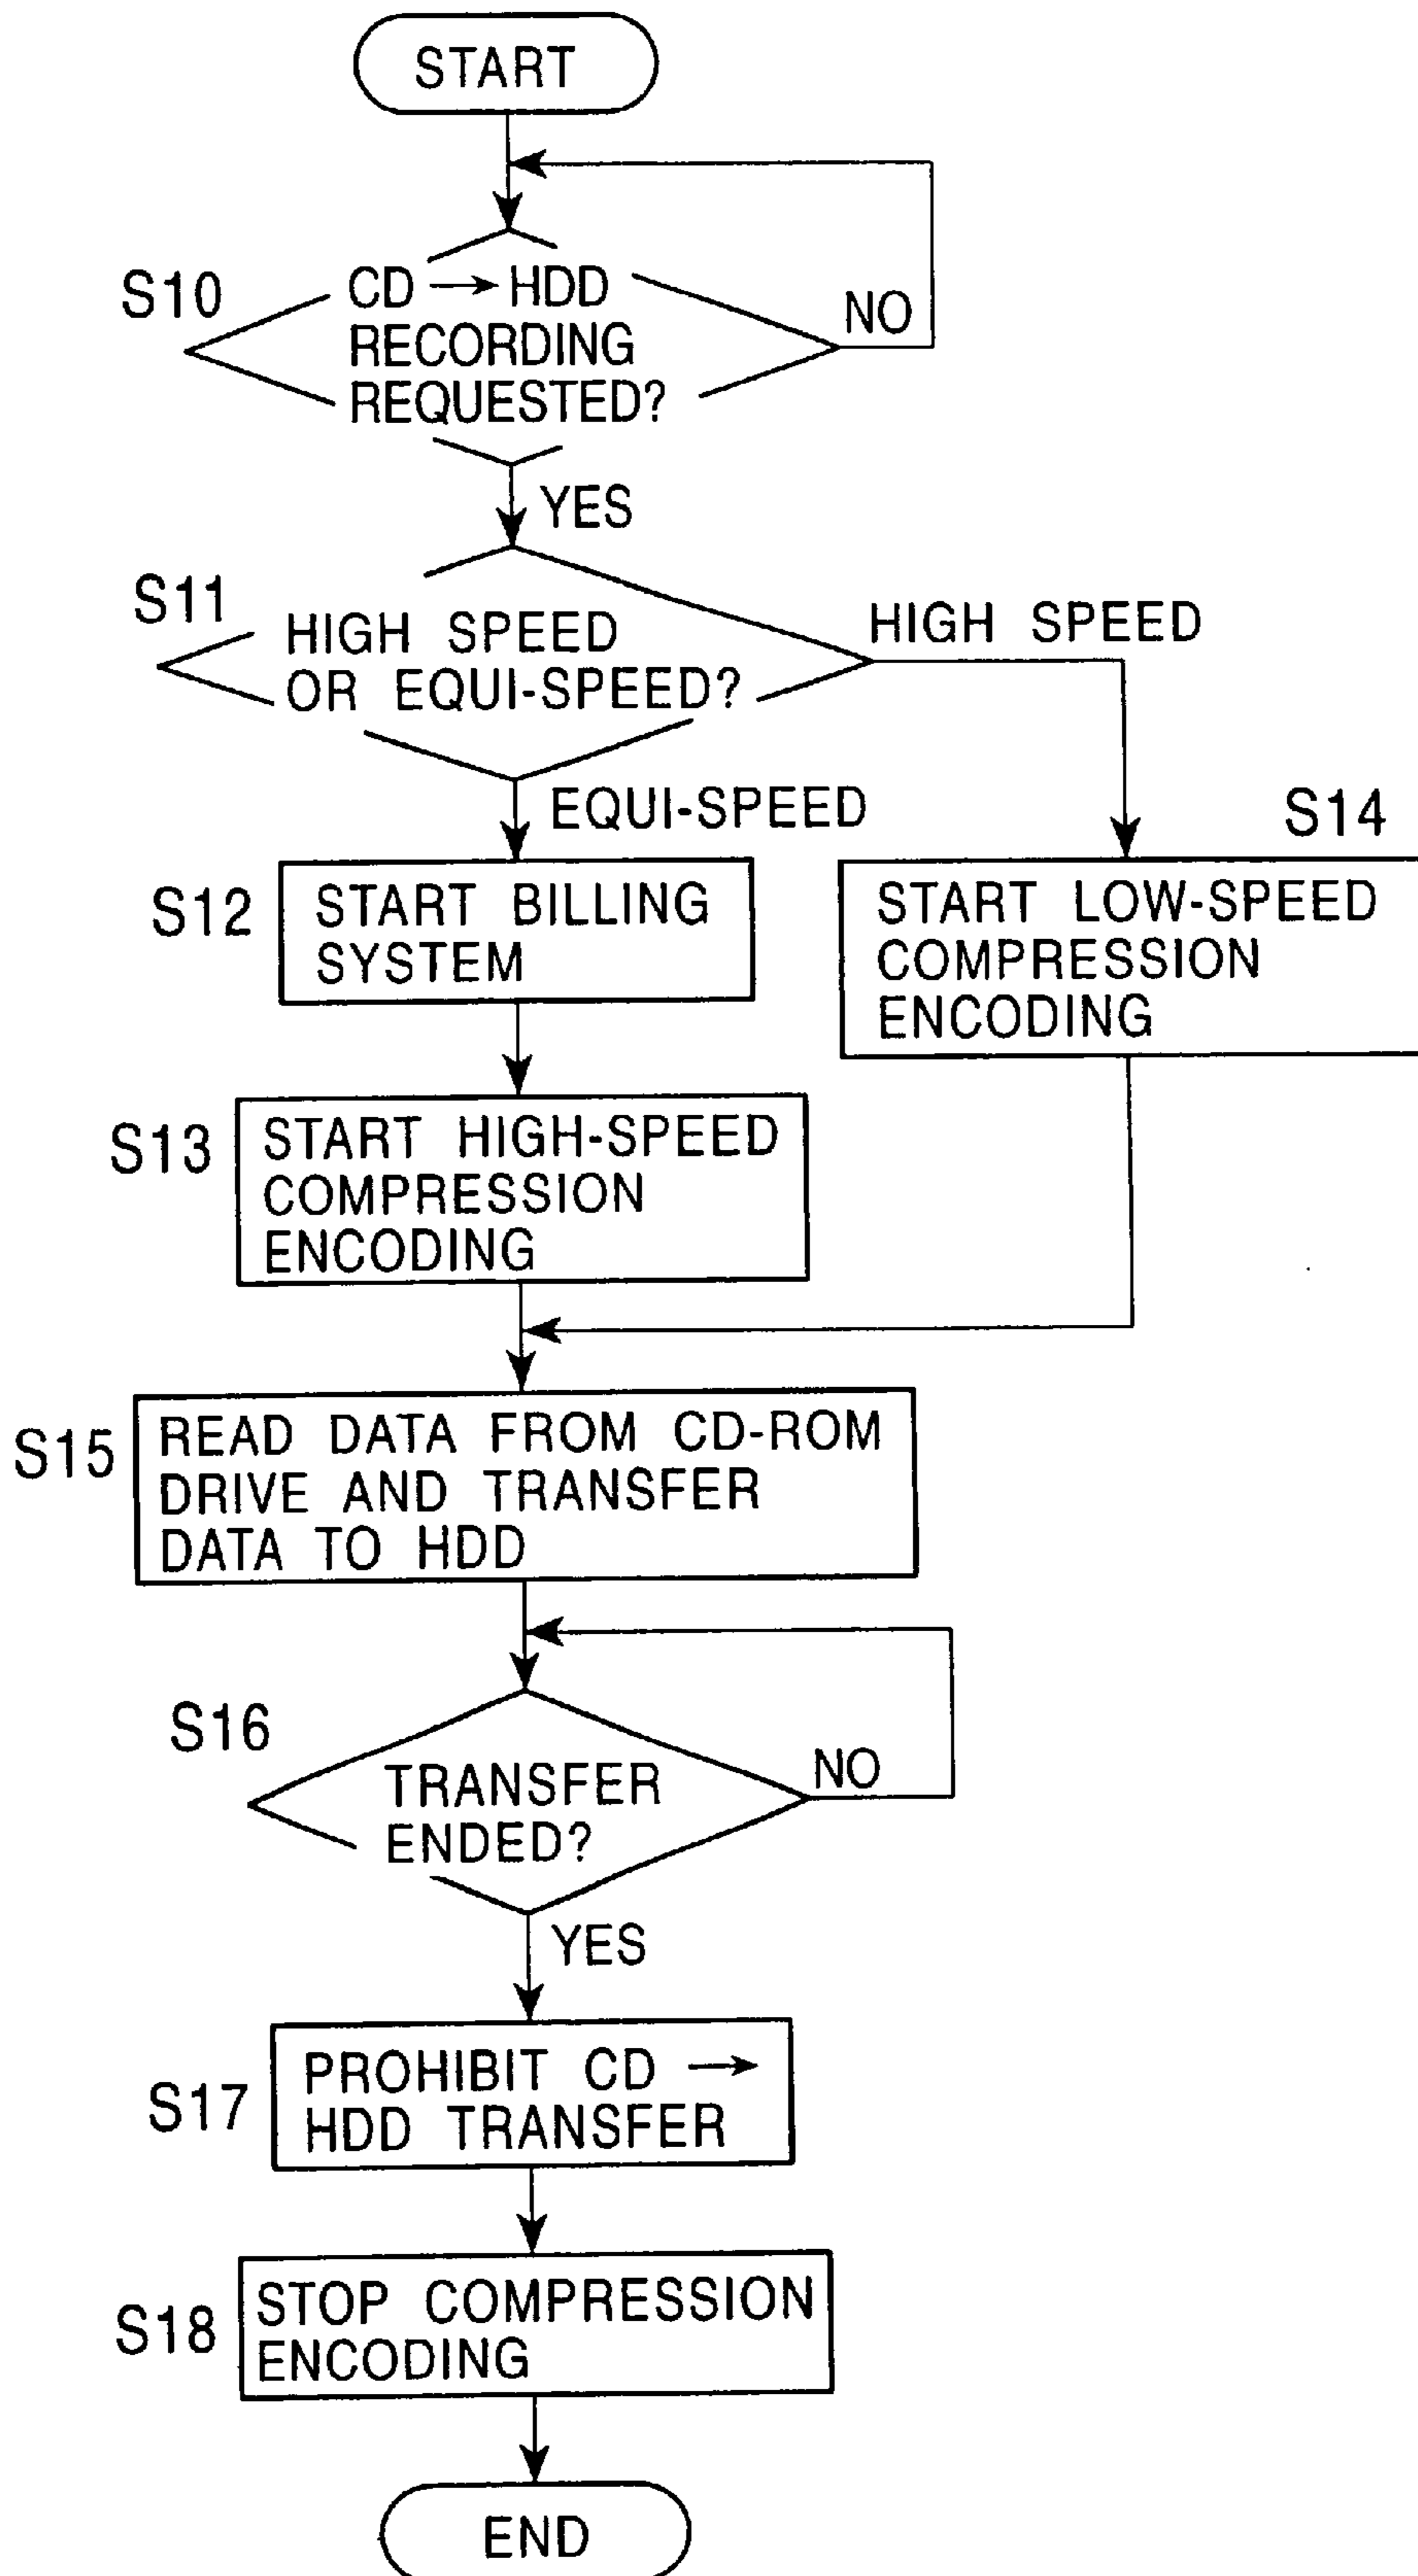 START
S10
CD → HDD
RECORDING
REQUESTED?
NO
YES
S11
HIGH SPEED
OR EQUI-SPEED?
HIGH SPEED
EQUI-SPEED
S12
START BILLING
SYSTEM
S14
START LOW-SPEED
COMPRESSION
ENCODING
S13
START HIGH-SPEED
COMPRESSION
ENCODING
S15
READ DATA FROM CD-ROM
DRIVE AND TRANSFER
DATA TO HDD
S16
TRANSFER
ENDED?
NO
YES
S17
PROHIBIT CD →
HDD TRANSFER
S18
STOP COMPRESSION
ENCODING
END